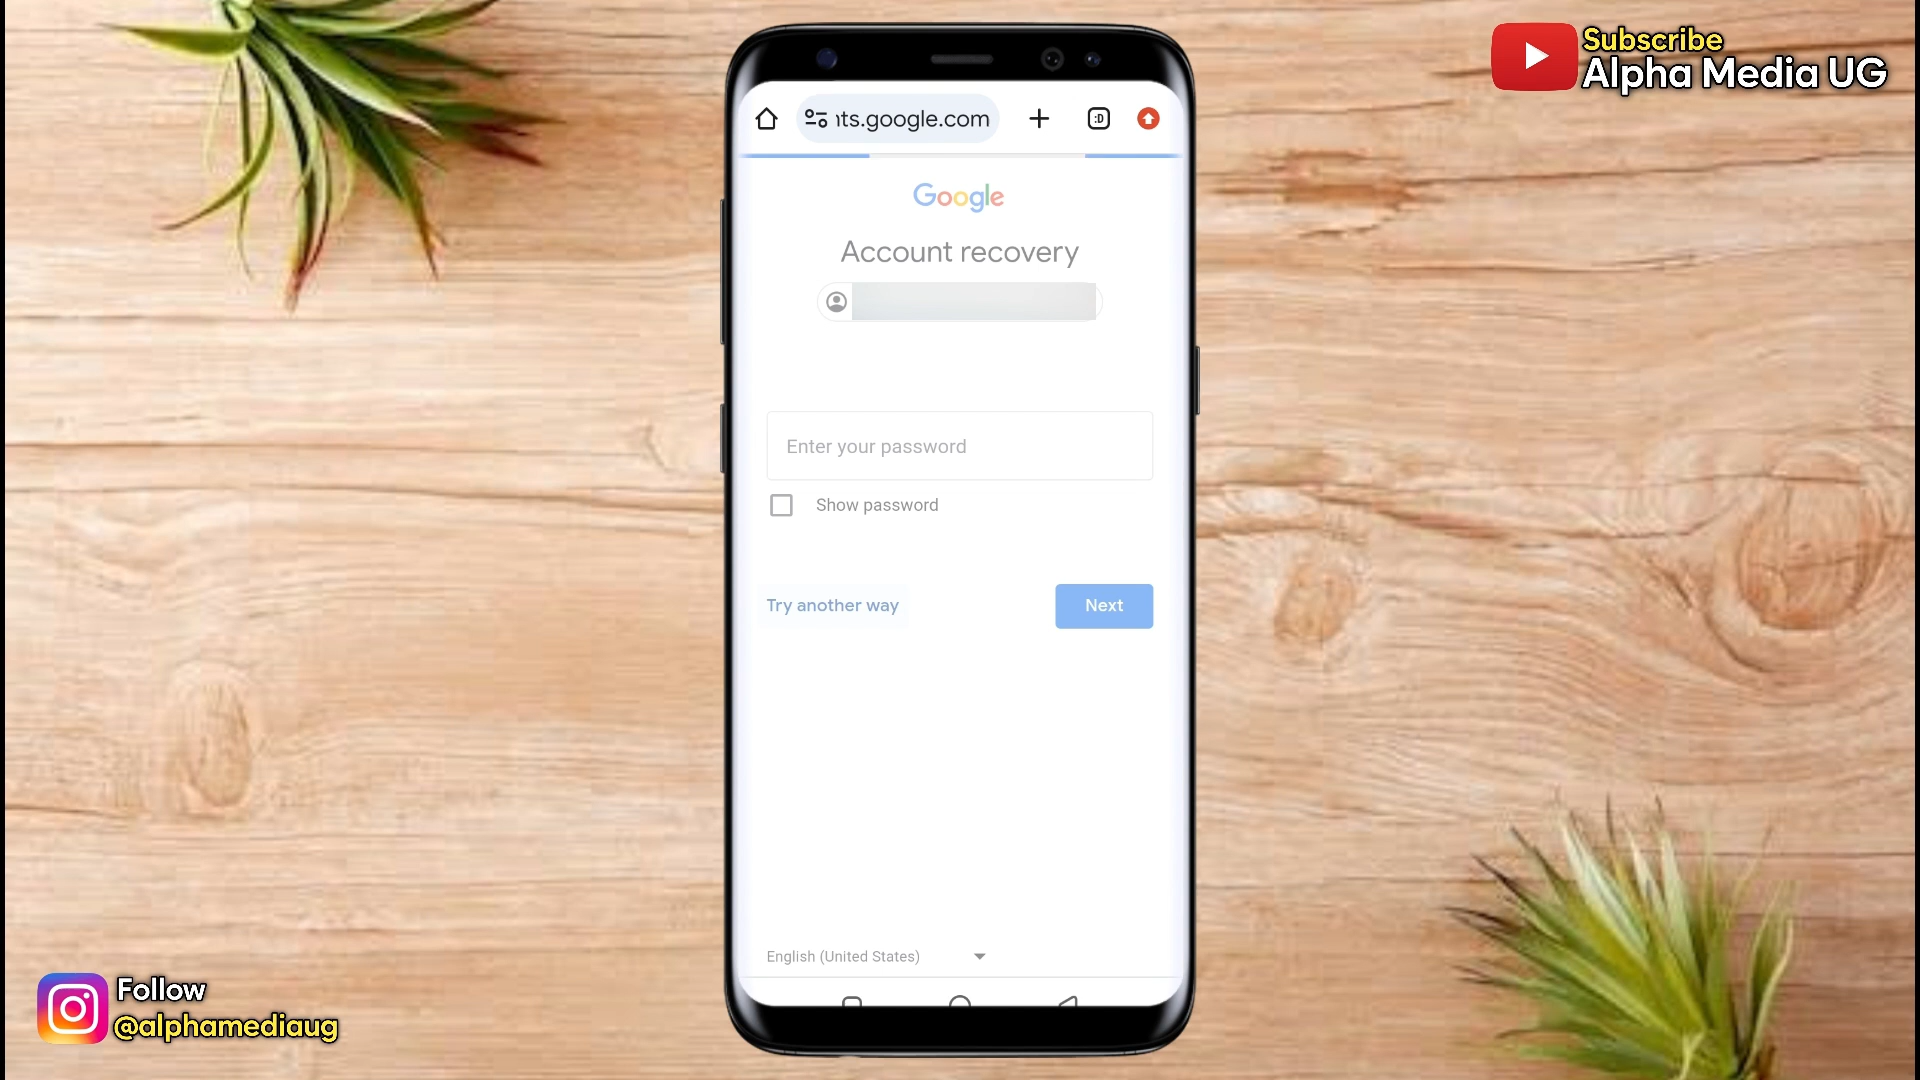 Subscribe
Alpha Media UG
:D
nts.google.com
Google
Account recovery
Enter your password
Show password
Try another way
Next
English (United States)
Follow
@alphamediaug